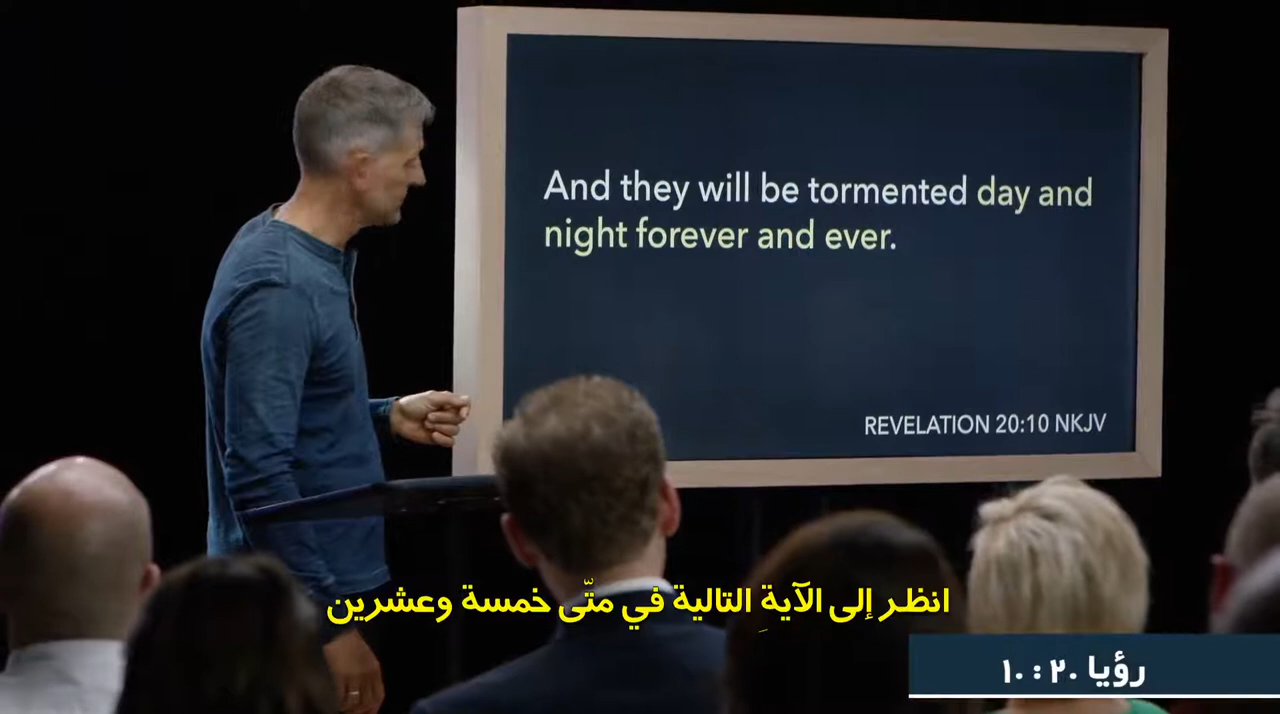 And they will be tormented day and
night forever and ever.
REVELATION 20:10 NKJV
انظر إلى الآيةِ التالية في متّى خمسة وعشرين
رؤيا ٢٠ : ١٠